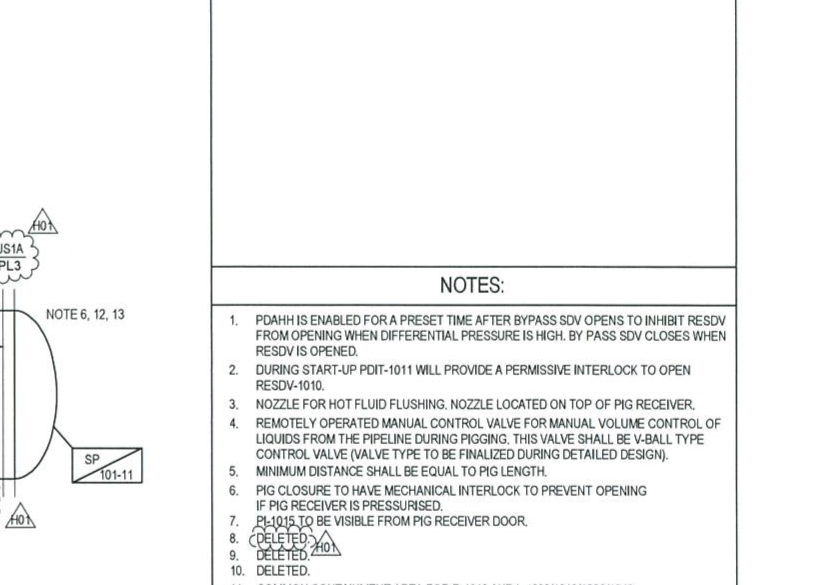 H01
JS1A
PL3
NOTE 6, 12, 13
SP
101-11
H01
NOTES:
1. PDAHH IS ENABLED FOR A PRESET TIME AFTER BYPASS SDV OPENS TO INHIBIT RESDV
FROM OPENING WHEN DIFFERENTIAL PRESSURE IS HIGH. BY PASS SDV CLOSES WHEN
RESDV IS OPENED.
2. DURING START-UP PDIT-1011 WILL PROVIDE A PERMISSIVE INTERLOCK TO OPEN
RESDV-1010.
3. NOZZLE FOR HOT FLUID FLUSHING. NOZZLE LOCATED ON TOP OF PIG RECEIVER.
4. REMOTELY OPERATED MANUAL CONTROL VALVE FOR MANUAL VOLUME CONTROL OF
LIQUIDS FROM THE PIPELINE DURING PIGGING. THIS VALVE SHALL BE V-BALL TYPE
CONTROL VALVE (VALVE TYPE TO BE FINALIZED DURING DETAILED DESIGN).
5. MINIMUM DISTANCE SHALL BE EQUAL TO PIG LENGTH.
6. PIG CLOSURE TO HAVE MECHANICAL INTERLOCK TO PREVENT OPENING
IF PIG RECEIVER IS PRESSURISED.
7. PI-1015 TO BE VISIBLE FROM PIG RECEIVER DOOR.
8. DELETED. H01
9. DELETED.
10. DELETED.